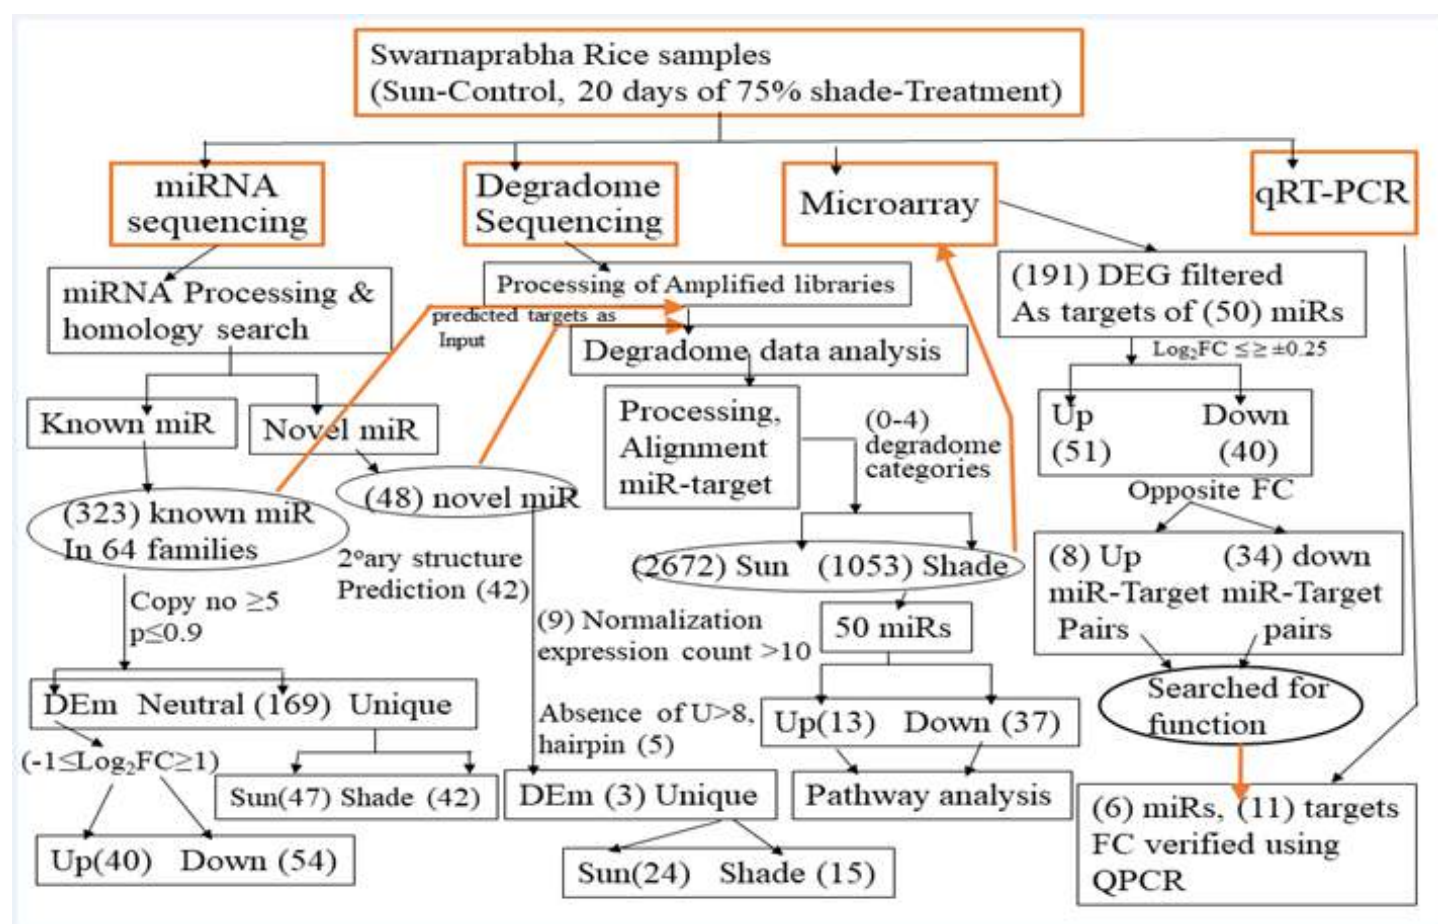 Swarnaprabha Rice samples
(Sun-Control, 20 days of 75% shade-Treatment)
miRNA
sequencing
Degradome
Sequencing
Microarray
qRT-PCR
miRNA Processing &
homology search
Processing of Amplified libraries
predicted targets as
Input
Degradome data analysis
(191) DEG filtered
As targets of (50) miRs
Log₂FC ≤≥ ±0.25
Known miR
Novel miR
Processing,
Alignment
miR-target
(0-4)
degradome
categories
Up Down
(51) (40)
Opposite FC
(323) known miR
In 64 families
(48) novel miR
2°ary structure
Prediction (42)
(2672) Sun (1053) Shade
(8) Up (34) down
miR-Target miR-Target
Pairs pairs
Copy no ≥5
p≤0.9
(9) Normalization
expression count >10
50 miRs
DEm Neutral (169) Unique
Absence of U>8,
hairpin (5)
Up(13) Down (37)
Searched for
function
(-1≤Log₂FC≥1)
Sun(47) Shade (42)
DEm (3) Unique
Pathway analysis
(6) miRs, (11) targets
FC verified using
QPCR
Up(40) Down (54)
Sun(24) Shade (15)